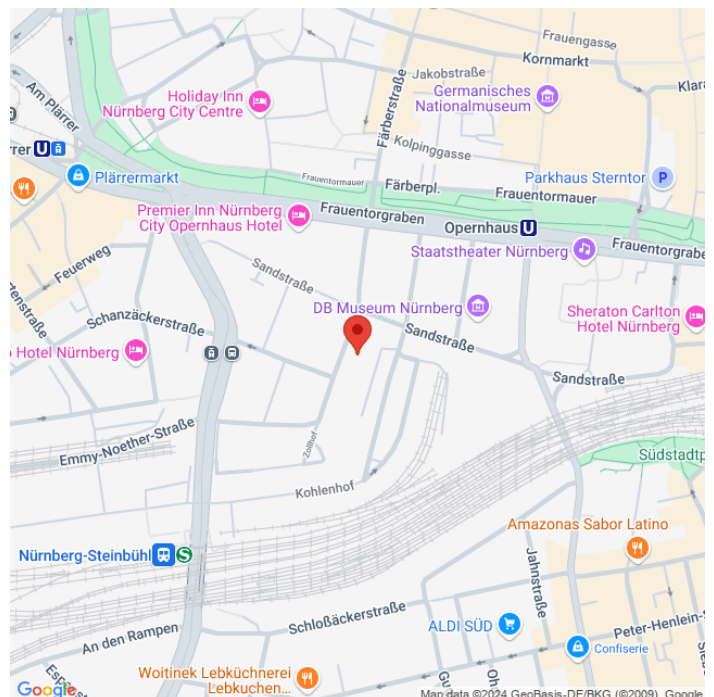 Frauengasse
Kornmarkt
Am Plärrer
Holiday Inn
Nürnberg City Centre
Färberstraße
Jakobstraße
Germanisches
Nationalmuseum
Klara
Kolpinggasse
rrer
U
Plärrermarkt
Frauentormauer
Färberpl.
Frauentormauer
Parkhaus Sterntor
P
Premier Inn Nürnberg
City Opernhaus Hotel
Frauentorgraben
Opernhaus
U
Staatstheater Nürnberg
Frauentorgraben
Feuerweg
rtenstraße
Sandstraße
DB Museum Nürnberg
Sheraton Carlton
Hotel Nürnberg
Schanzäckerstraße
Sandstraße
o Hotel Nürnberg
Sandstraße
Emmy-Noether-Straße
Zollhof
Südstadtp
Kohlenhof
Amazonas Sabor Latino
Nürnberg-Steinbühl
S
Jahnstraße
Schloßäckerstraße
ALDI SÜD
Peter-Henlein-St
An den Rampen
Confiserie
Woitinek Lebküchnerei
Lebkuchen...
Google
Map data ©2024 GeoBasis-DE/BKG (©2009), Google